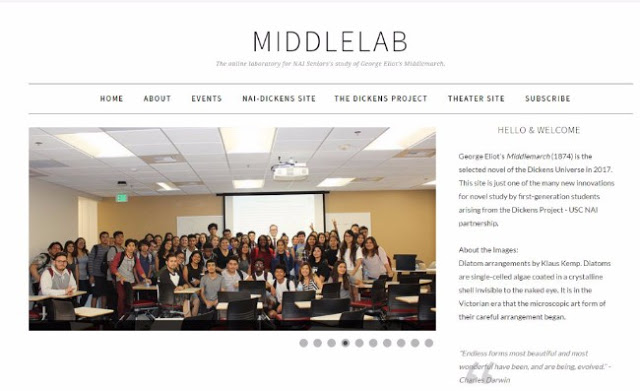 MIDDLELAB
The online laboratory for NAI Seniors's study of George Eliot's Middlemarch.
HOME ABOUT EVENTS NAI-DICKENS SITE THE DICKENS PROJECT THEATER SITE SUBSCRIBE
HELLO & WELCOME
George Eliot's Middlemarch (1874) is the
selected novel of the Dickens Universe in 2017.
This site is just one of the many new innovations
for novel study by first-generation students
arising from the Dickens Project - USC NAI
partnership.
About the Images:
Diatom arrangements by Klaus Kemp. Diatoms
are single-celled algae coated in a crystalline
shell invisible to the naked eye. It is in the
Victorian era that the microscopic art form of
their careful arrangement began.
"Endless forms most beautiful and most
wonderful have been, and are being, evolved." -
Charles Darwin